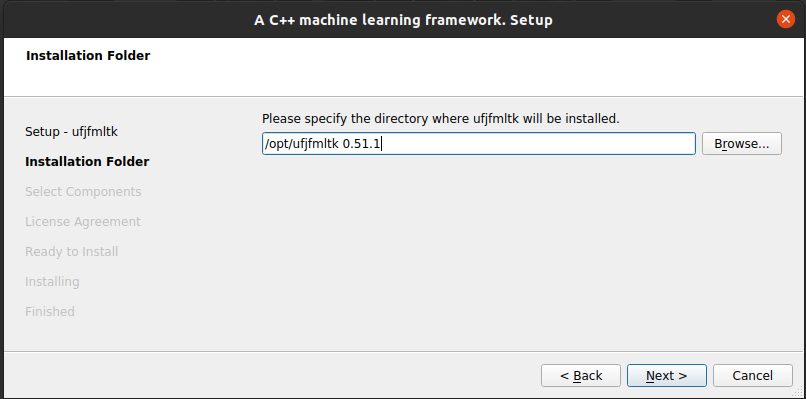 A C++ machine learning framework. Setup
Installation Folder
Please specify the directory where ufjfmltk will be installed.
Setup - ufjfmltk
/opt/ufjfmltk 0.51.1
Browse...
Installation Folder
Select Components
License Agreement
Ready to Install
Installing
Finished
< Back
Next >
Cancel